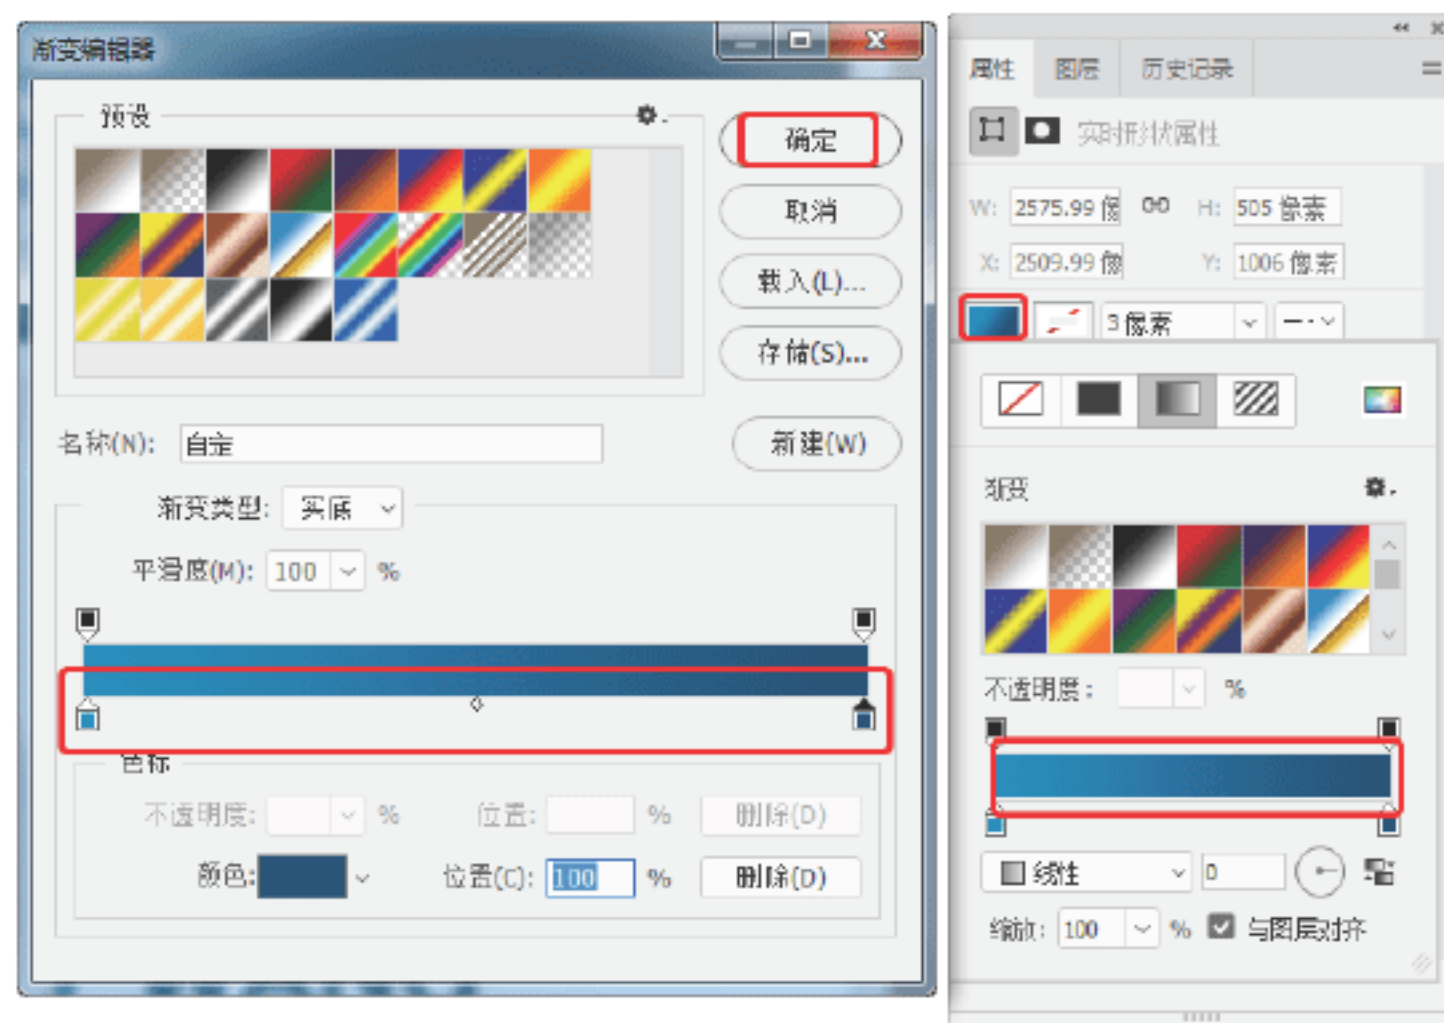 渐变编辑器
预设
确定
取消
载入(L)...
存储(S)...
名称(N): 自定
新建(W)
渐变类型: 实底
平滑度(M): 100 %
色标
不透明度: % 位置: % 删除(D)
颜色: 位置(C): 100 % 删除(D)
属性 图层 历史记录
实时形状属性
W: 2575.99 像 H: 505 像素
X: 2509.99 像 Y: 1006 像素
3 像素
渐变
不透明度: %
线性 0
缩放: 100 % 与图层对齐